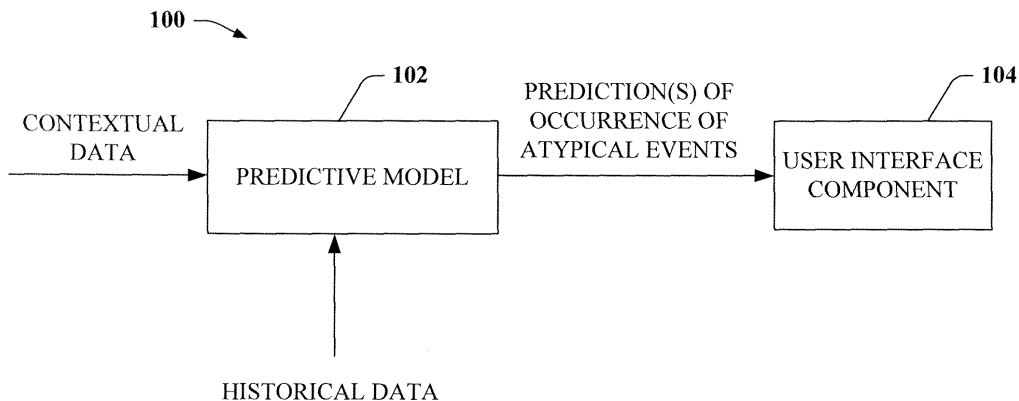 100
102
104
CONTEXTUAL
DATA
PREDICTIVE MODEL
PREDICTION(S) OF
OCCURRENCE OF
ATYPICAL EVENTS
USER INTERFACE
COMPONENT
HISTORICAL DATA